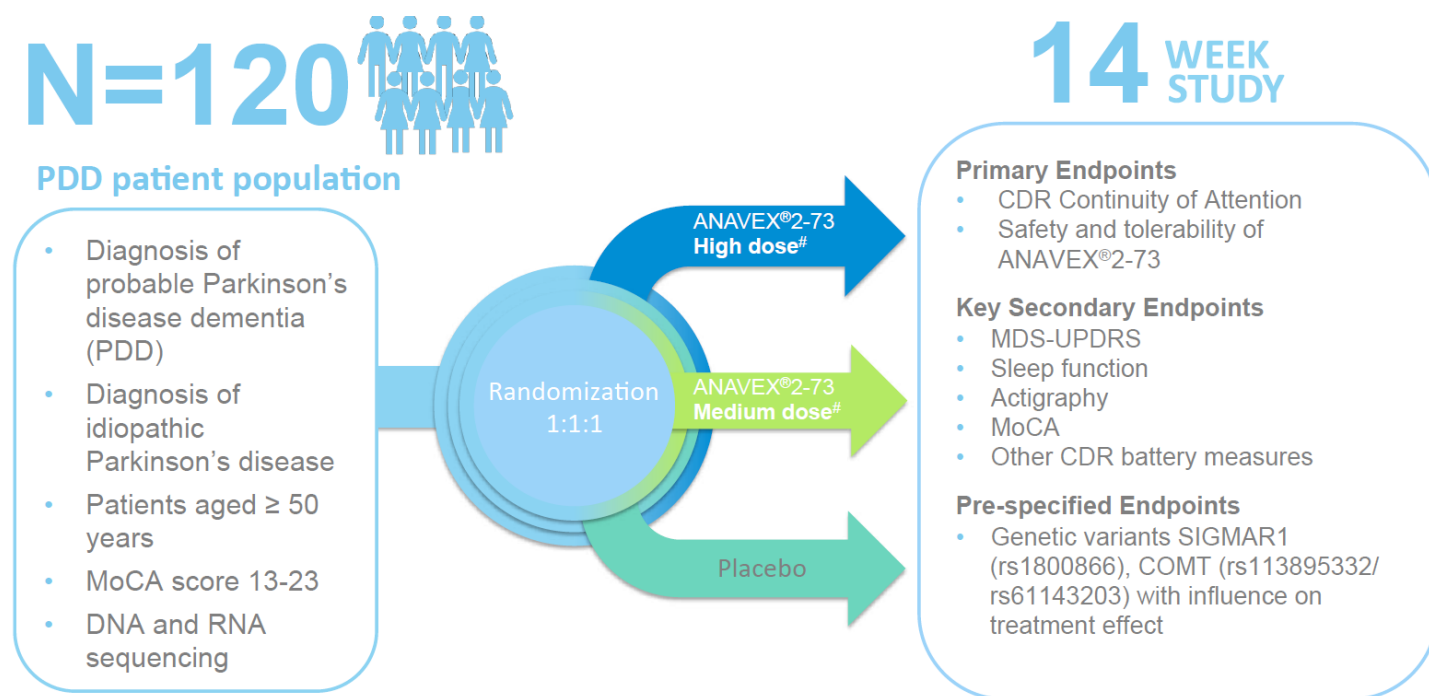 N=120
PDD patient population
• Diagnosis of
probable Parkinson's
disease dementia
(PDD)
• Diagnosis of
idiopathic
Parkinson's disease
• Patients aged ≥ 50
years
• MoCA score 13-23
• DNA and RNA
sequencing
Randomization
1:1:1
ANAVEX®2-73
High dose#
ANAVEX®2-73
Medium dose#
Placebo
14 WEEK
STUDY
Primary Endpoints
• CDR Continuity of Attention
• Safety and tolerability of
ANAVEX®2-73
Key Secondary Endpoints
• MDS-UPDRS
• Sleep function
• Actigraphy
• MoCA
• Other CDR battery measures
Pre-specified Endpoints
• Genetic variants SIGMAR1
(rs1800866), COMT (rs113895332/
rs61143203) with influence on
treatment effect